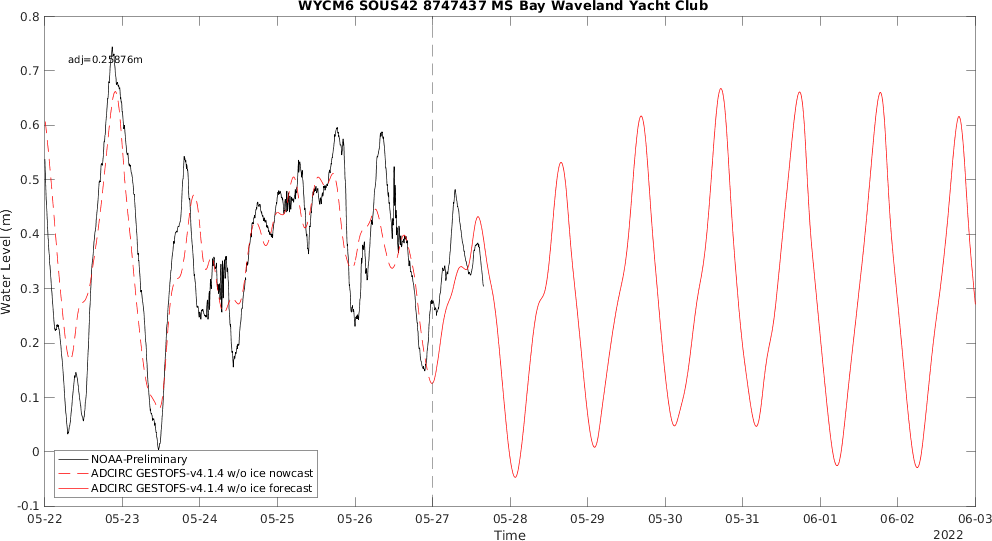 WYCM6 SOUS42 8747437 MS Bay Waveland Yacht Club
adj=0.25876m
Water Level (m)
0.8
0.7
0.6
0.5
0.4
0.3
0.2
0.1
0
-0.1
NOAA-Preliminary
ADCIRC GESTOFS-v4.1.4 w/o ice nowcast
ADCIRC GESTOFS-v4.1.4 w/o ice forecast
05-22 05-23 05-24 05-25 05-26 05-27 05-28 05-29 05-30 05-31 06-01 06-02 06-03
Time
2022